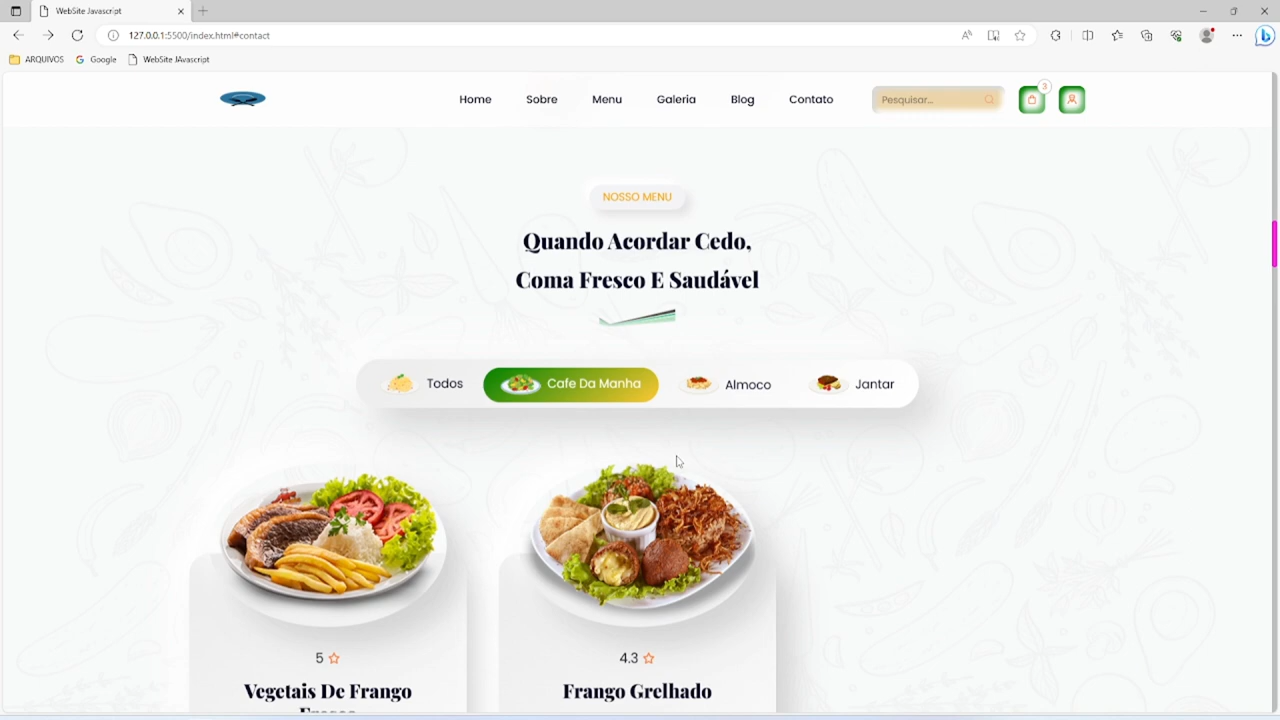 WebSite Javascript
127.0.0.1:5500/index.html#contact
ARQUIVOS Google WebSite JAvascript
Home Sobre Menu Galeria Blog Contato Pesquisar... 3
NOSSO MENU
Quando Acordar Cedo,
Coma Fresco E Saudável
Todos Cafe Da Manha Almoco Jantar
5 4.3
Vegetais De Frango Frango Grelhado